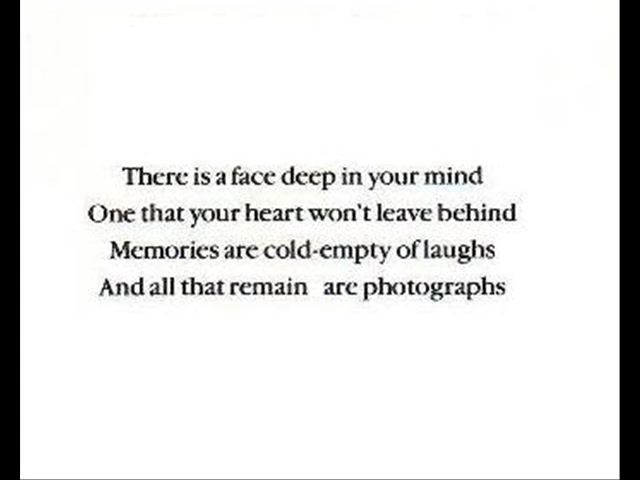 There is a face deep in your mind
One that your heart won't leave behind
Memories are cold-empty of laughs
And all that remain are photographs